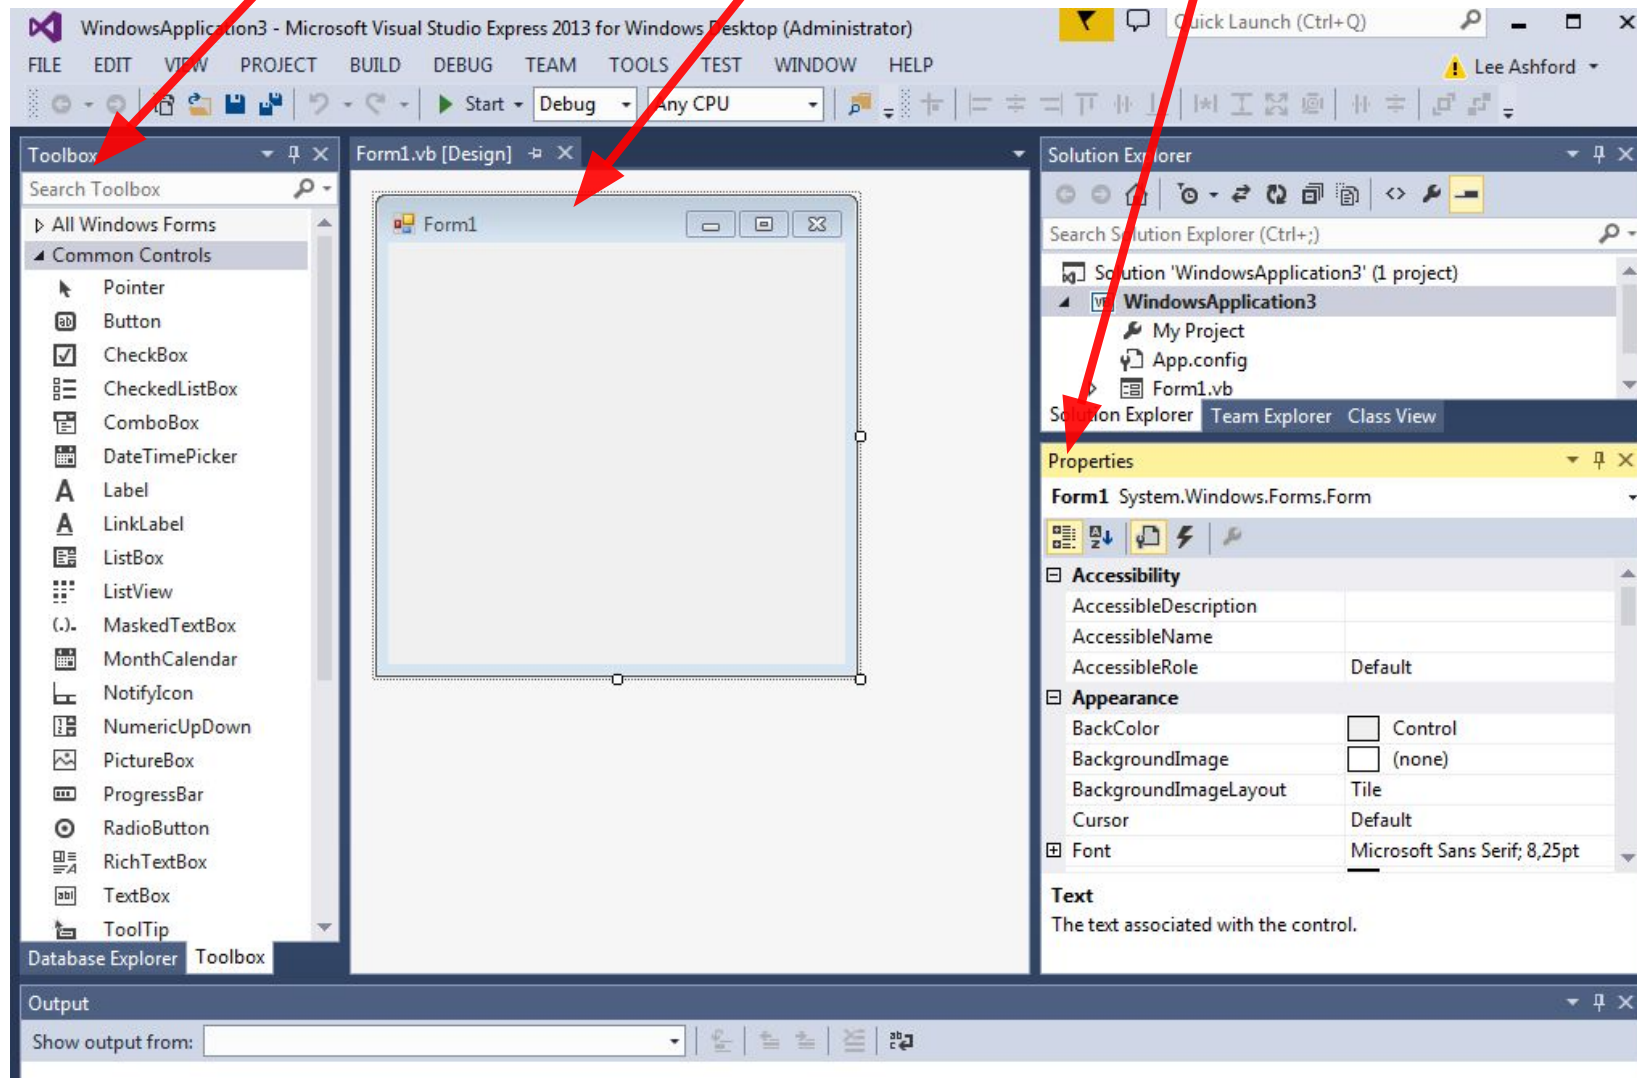 WindowsApplication3 - Microsoft Visual Studio Express 2013 for Windows Desktop (Administrator)
Quick Launch (Ctrl+Q)
FILE EDIT VIEW PROJECT BUILD DEBUG TEAM TOOLS TEST WINDOW HELP
Lee Ashford
Start Debug Any CPU
Toolbox
Search Toolbox
All Windows Forms
Common Controls
Pointer
Button
CheckBox
CheckedListBox
ComboBox
DateTimePicker
Label
LinkLabel
ListBox
ListView
MaskedTextBox
MonthCalendar
NotifyIcon
NumericUpDown
PictureBox
ProgressBar
RadioButton
RichTextBox
TextBox
ToolTip
Database Explorer Toolbox
Form1.vb [Design]
Form1
Solution Explorer
Search Solution Explorer (Ctrl+;)
Solution 'WindowsApplication3' (1 project)
WindowsApplication3
My Project
App.config
Form1.vb
Solution Explorer Team Explorer Class View
Properties
Form1 System.Windows.Forms.Form
Accessibility
AccessibleDescription
AccessibleName
AccessibleRole Default
Appearance
BackColor Control
BackgroundImage (none)
BackgroundImageLayout Tile
Cursor Default
Font Microsoft Sans Serif; 8,25pt
Text
The text associated with the control.
Output
Show output from: